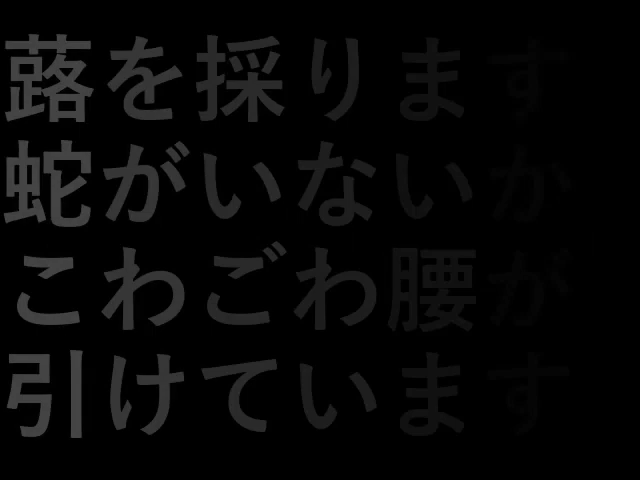 蕗を採ります
蛇がいないか
こわごわ腰が
引けています